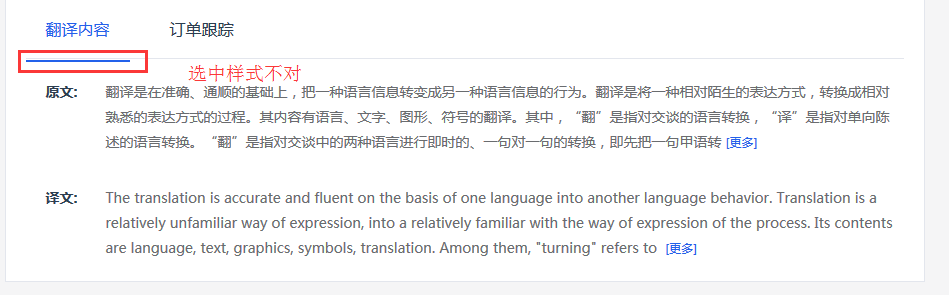 翻译内容 订单跟踪
选中样式不对
原文: 翻译是在准确、通顺的基础上，把一种语言信息转变成另一种语言信息的行为。翻译是将一种相对陌生的表达方式，转换成相对
熟悉的表达方式的过程。其内容有语言、文字、图形、符号的翻译。其中，“翻”是指对交谈的语言转换，“译”是指对单向陈
述的语言转换。“翻”是指对交谈中的两种语言进行即时的、一句对一句的转换，即先把一句甲语转 [更多]
译文: The translation is accurate and fluent on the basis of one language into another language behavior. Translation is a
relatively unfamiliar way of expression, into a relatively familiar with the way of expression of the process. Its contents
are language, text, graphics, symbols, translation. Among them, "turning" refers to [更多]